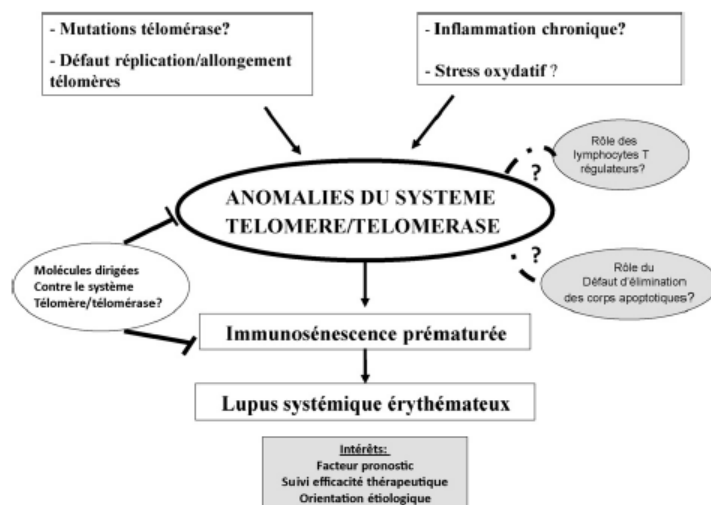 - Mutations télomérase?
- Défaut réplication/allongement
télomères
- Inflammation chronique?
- Stress oxydatif ?
Rôle des
lymphocytes T
régulateurs?
?
ANOMALIES DU SYSTEME
TELOMERE/TELOMERASE
?
Molécules dirigées
Contre le système
Télomère/télomérase?
Rôle du
Défaut d'élimination
des corps apoptotiques?
Immunosénescence prématurée
Lupus systémique érythémateux
Intérêts:
Facteur pronostic
Suivi efficacité thérapeutique
Orientation étiologique